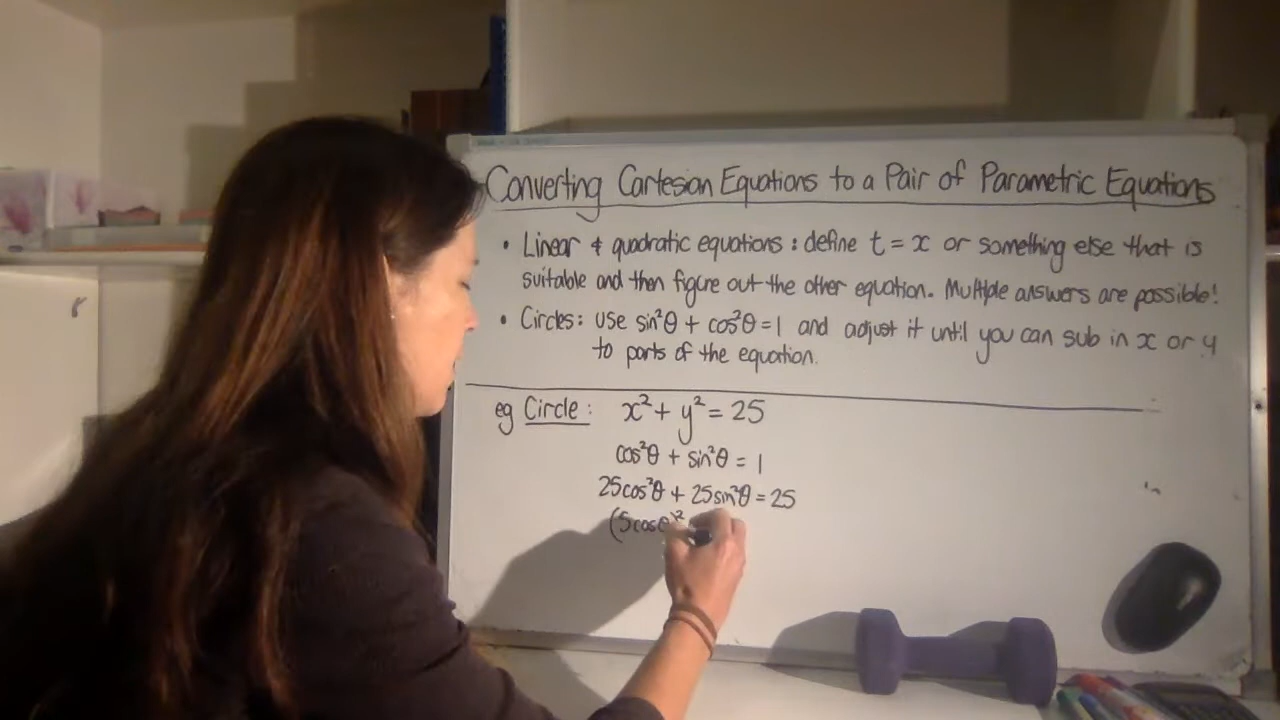 Converting Cartesian Equations to a Pair of Parametric Equations
• Linear & quadratic equations : define t = x or something else that is
suitable and then figure out the other equation. Multiple answers are possible!
• Circles: use sin²θ + cos²θ = 1 and adjust it until you can sub in x or y
to parts of the equation.
eg Circle : x² + y² = 25
cos²θ + sin²θ = 1
25cos²θ + 25sin²θ = 25
(5cosθ)²